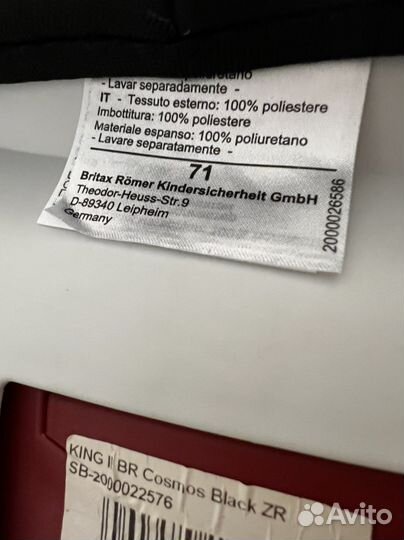 poliuretano
- Lavar separadamente -
IT - Tessuto esterno: 100% poliestere
Imbottitura: 100% poliestere
Materiale espanso: 100% poliuretano
- Lavare separatamente -
71
Britax Römer Kindersicherheit GmbH
Theodor-Heuss-Str.9
D-89340 Leipheim
Germany
2000026586
KING II BR Cosmos Black ZR
SB-2000022576
Avito